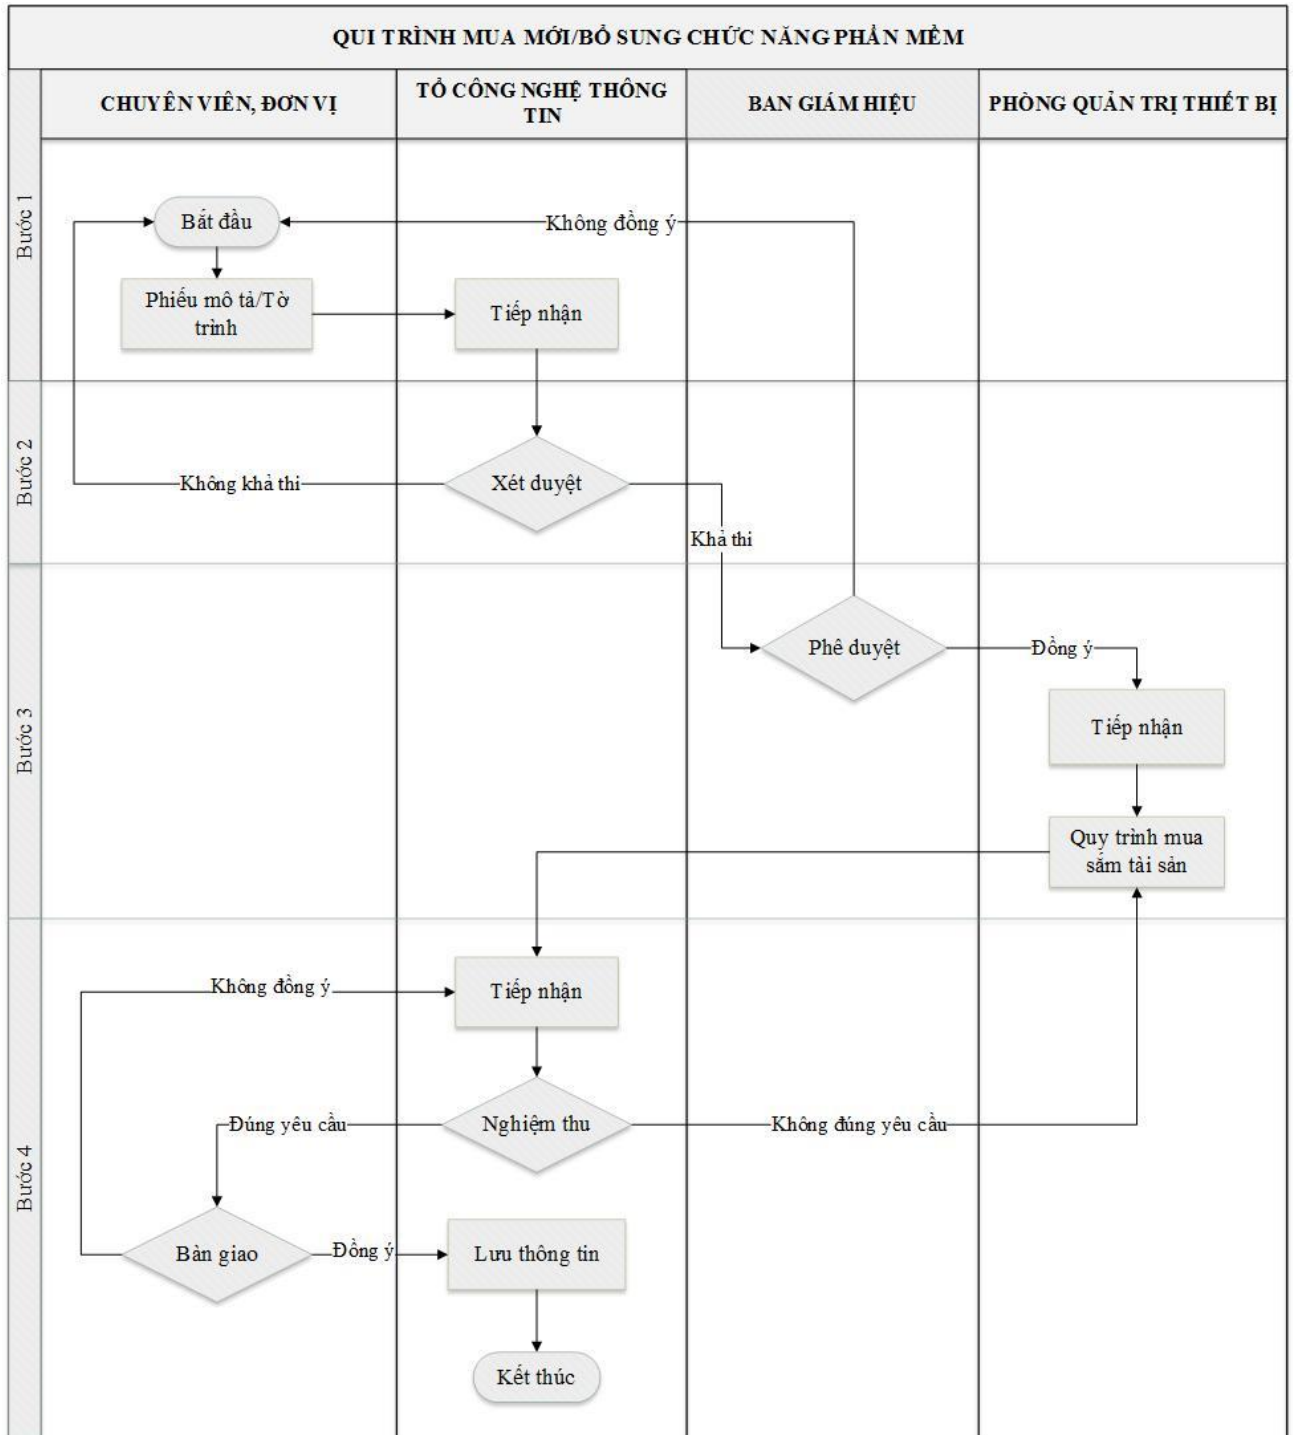 QUI TRÌNH MUA MỚI/BỔ SUNG CHỨC NĂNG PHẦN MỀM
CHUYÊN VIÊN, ĐƠN VỊ
TỔ CÔNG NGHỆ THÔNG
TIN
BAN GIÁM HIỆU
PHÒNG QUẢN TRỊ THIẾT BỊ
Bước 1
Bắt đầu
Không đồng ý
Phiếu mô tả/Tờ
trình
Tiếp nhận
Bước 2
Không khả thi
Xét duyệt
Khả thi
Bước 3
Phê duyệt
Đồng ý
Tiếp nhận
Quy trình mua
sắm tài sản
Bước 4
Không đồng ý
Tiếp nhận
Đúng yêu cầu
Nghiệm thu
Không đúng yêu cầu
Bàn giao
Đồng ý
Lưu thông tin
Kết thúc